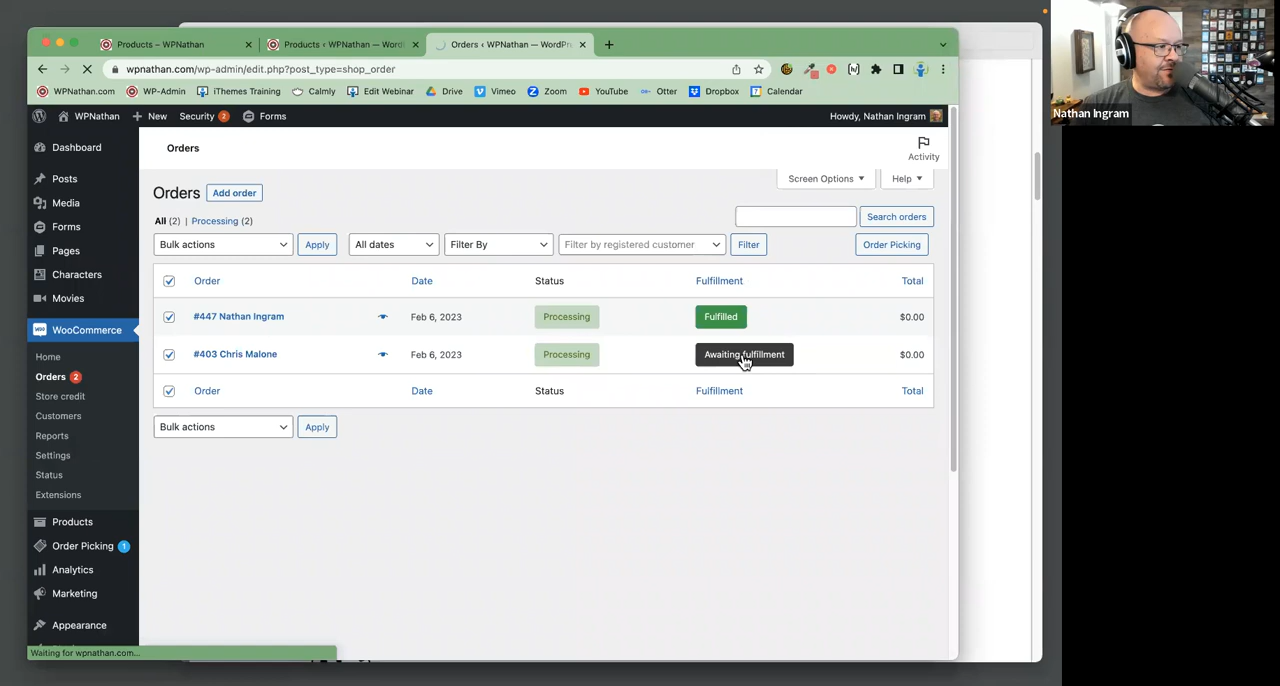 Products – WPNathan
Products ‹ WPNathan — Word
Orders ‹ WPNathan — WordPr
wpnathan.com/wp-admin/edit.php?post_type=shop_order
WPNathan.com
WP-Admin
iThemes Training
Calmly
Edit Webinar
Drive
Vimeo
Zoom
YouTube
Otter
Dropbox
Calendar
WPNathan
New
Security 2
Forms
Howdy, Nathan Ingram
Nathan Ingram
Dashboard
Posts
Media
Forms
Pages
Characters
Movies
WooCommerce
Home
Orders 2
Store credit
Customers
Reports
Settings
Status
Extensions
Products
Order Picking 1
Analytics
Marketing
Appearance
Waiting for wpnathan.com...
Orders
Activity
Screen Options
Help
Orders
Add order
All (2) | Processing (2)
Search orders
Bulk actions
Apply
All dates
Filter By
Filter by registered customer
Filter
Order Picking
Order Date Status Fulfillment Total
#447 Nathan Ingram Feb 6, 2023 Processing Fulfilled $0.00
#403 Chris Malone Feb 6, 2023 Processing Awaiting fulfillment $0.00
Order Date Status Fulfillment Total
Bulk actions
Apply